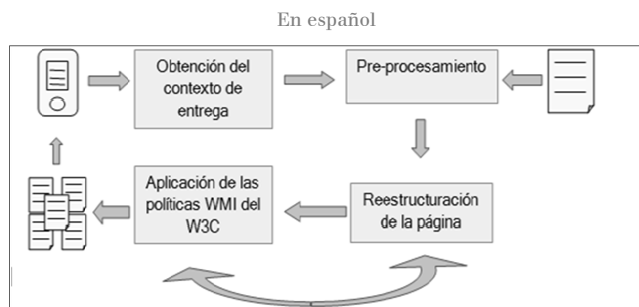 En español
Obtención del
contexto de
entrega
Pre-procesamiento
Aplicación de las
políticas WMI del
W3C
Reestructuración
de la página